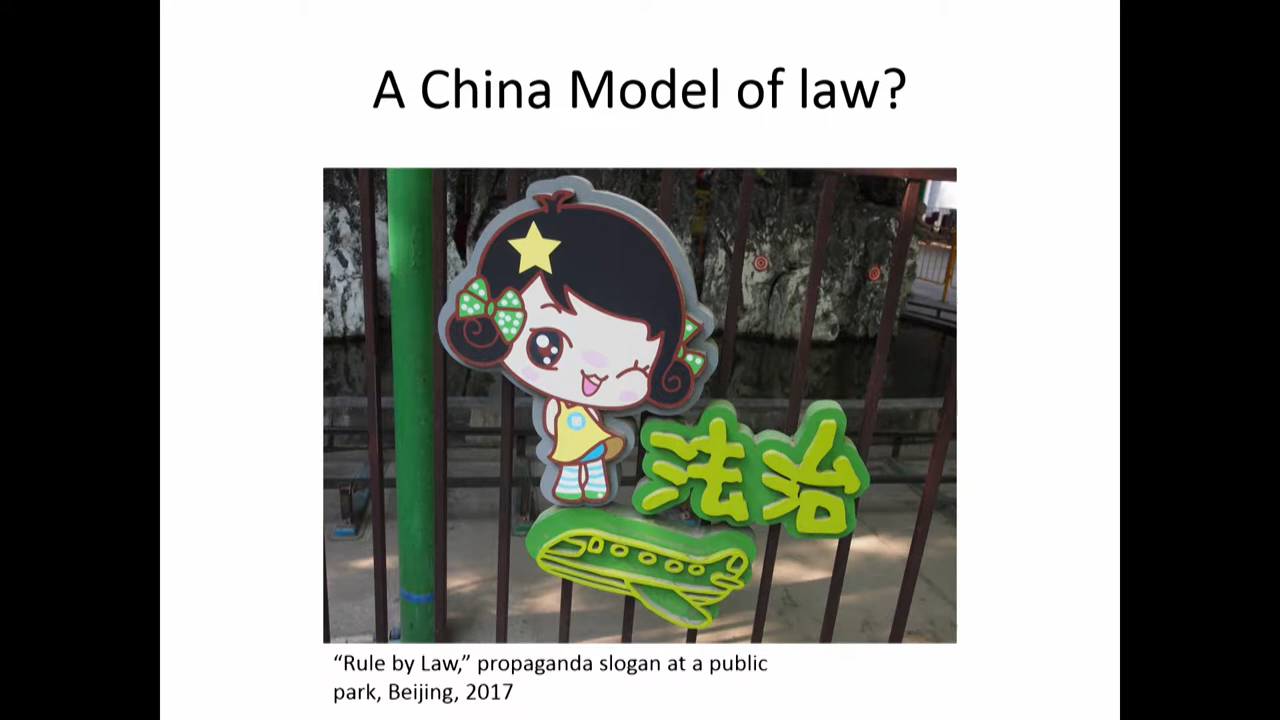 A China Model of law?
法治
“Rule by Law,” propaganda slogan at a public
park, Beijing, 2017